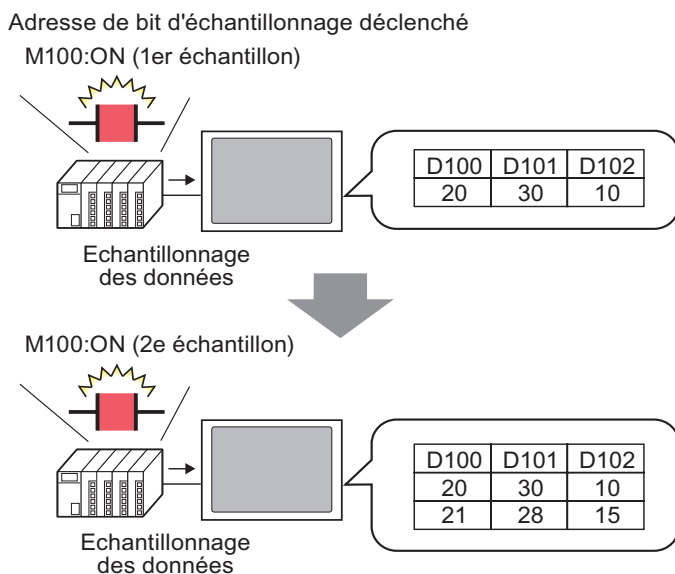 Adresse de bit d'échantillonnage déclenché
M100:ON (1er échantillon)
D100 D101 D102
20 30 10
Echantillonnage
des données
M100:ON (2e échantillon)
D100 D101 D102
20 30 10
21 28 15
Echantillonnage
des données